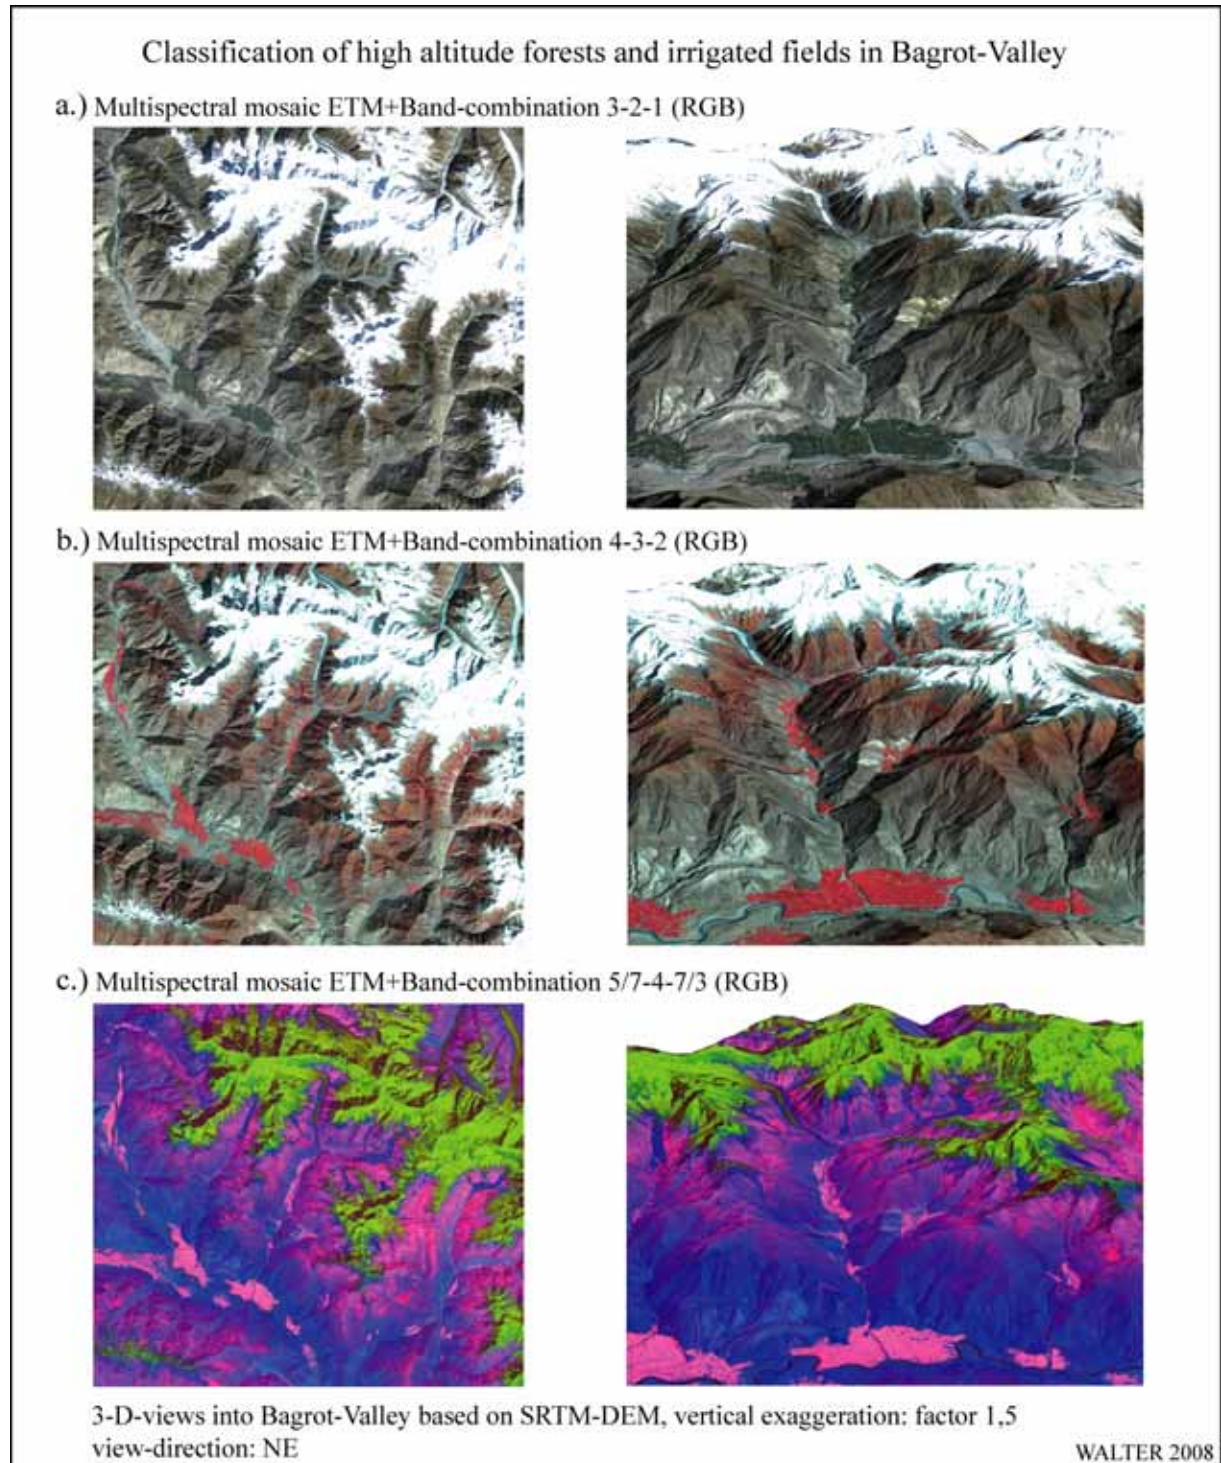 Classification of high altitude forests and irrigated fields in Bagrot-Valley
a.) Multispectral mosaic ETM+Band-combination 3-2-1 (RGB)
b.) Multispectral mosaic ETM+Band-combination 4-3-2 (RGB)
c.) Multispectral mosaic ETM+Band-combination 5/7-4-7/3 (RGB)
3-D-views into Bagrot-Valley based on SRTM-DEM, vertical exaggeration: factor 1,5
view-direction: NE
WALTER 2008